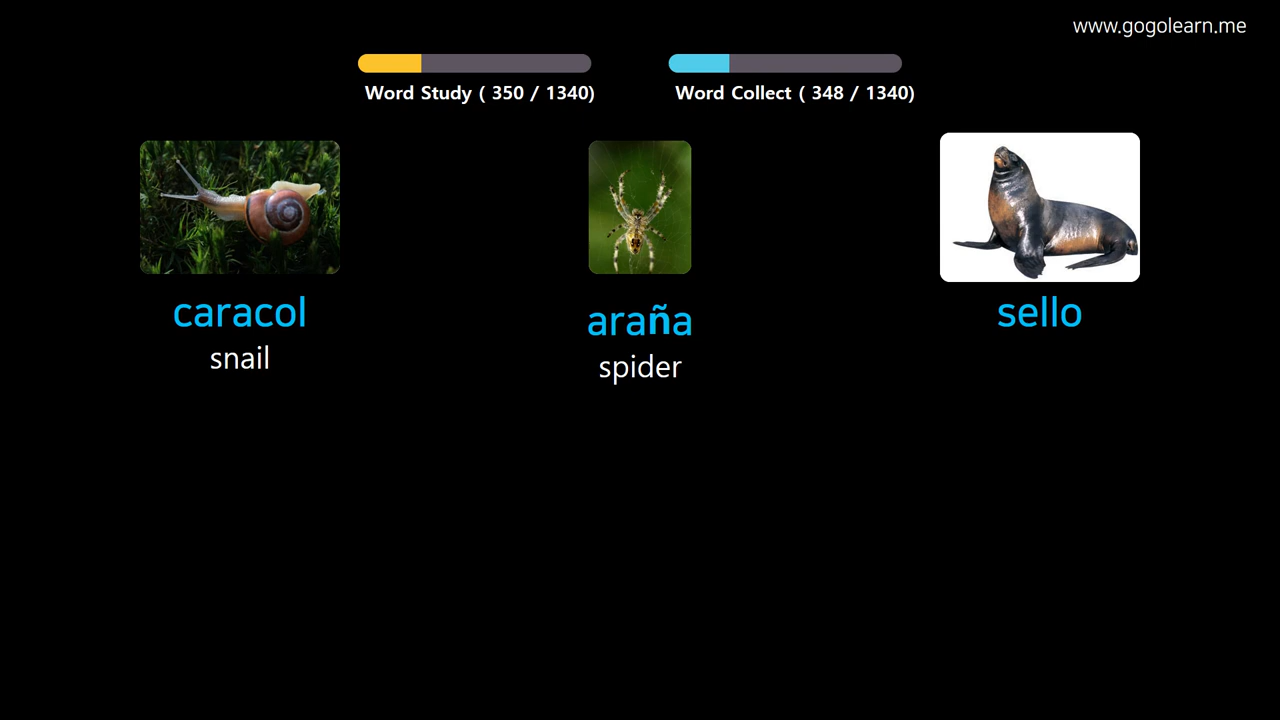 www.gogolearn.me
Word Study ( 350 / 1340)
Word Collect ( 348 / 1340)
caracol
snail
araña
spider
sello